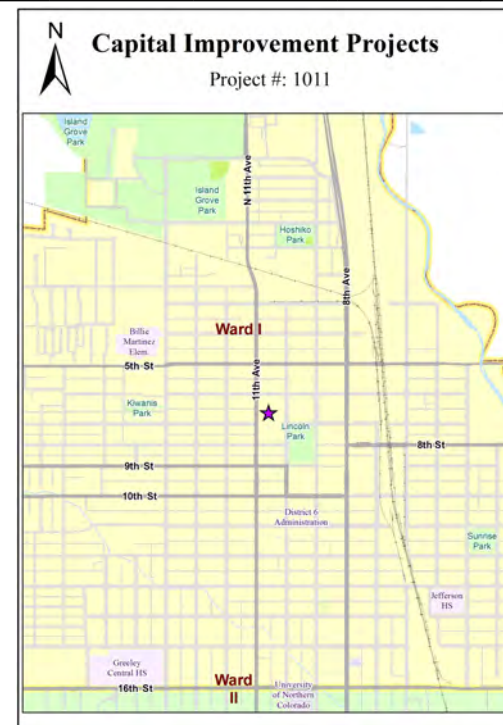 N
Capital Improvement Projects
Project #: 1011
Island
Grove
Park
N 11th Ave
Island
Grove
Park
Hoshiko
Park
8th Ave
Ward I
Billie
Martinez
Elem.
5th St
11th Ave
Kiwanis
Park
Lincoln
Park
8th St
9th St
10th St
District 6
Administration
Sunrise
Park
Jefferson
HS
Greeley
Central HS
Ward
II
16th St
University
of Northern
Colorado